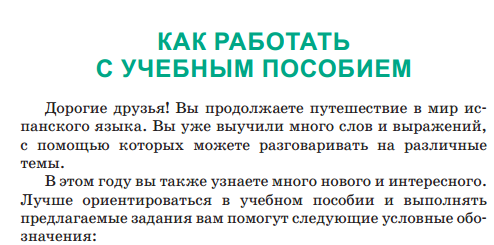 КАК РАБОТАТЬ
С УЧЕБНЫМ ПОСОБИЕМ
Дорогие друзья! Вы продолжаете путешествие в мир ис-
панского языка. Вы уже выучили много слов и выражений,
с помощью которых можете разговаривать на различные
темы.
В этом году вы также узнаете много нового и интересного.
Лучше ориентироваться в учебном пособии и выполнять
предлагаемые задания вам помогут следующие условные обо-
значения: